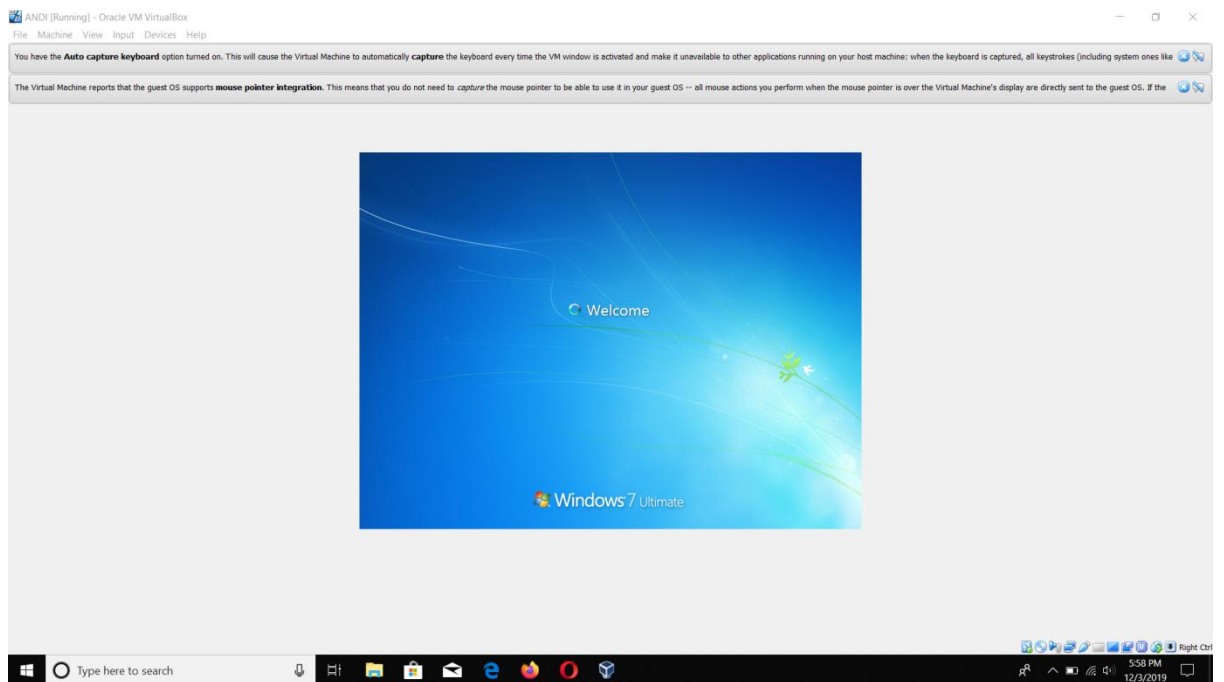 ANDI [Running] - Oracle VM VirtualBox
File Machine View Input Devices Help
You have the Auto capture keyboard option turned on. This will cause the Virtual Machine to automatically capture the keyboard every time the VM window is activated and make it unavailable to other applications running on your host machine: when the keyboard is captured, all keystrokes (including system ones like
The Virtual Machine reports that the guest OS supports mouse pointer integration. This means that you do not need to capture the mouse pointer to be able to use it in your guest OS -- all mouse actions you perform when the mouse pointer is over the Virtual Machine's display are directly sent to the guest OS. If the
Welcome
Windows 7 Ultimate
Right Ctrl
Type here to search
5:58 PM
12/3/2019